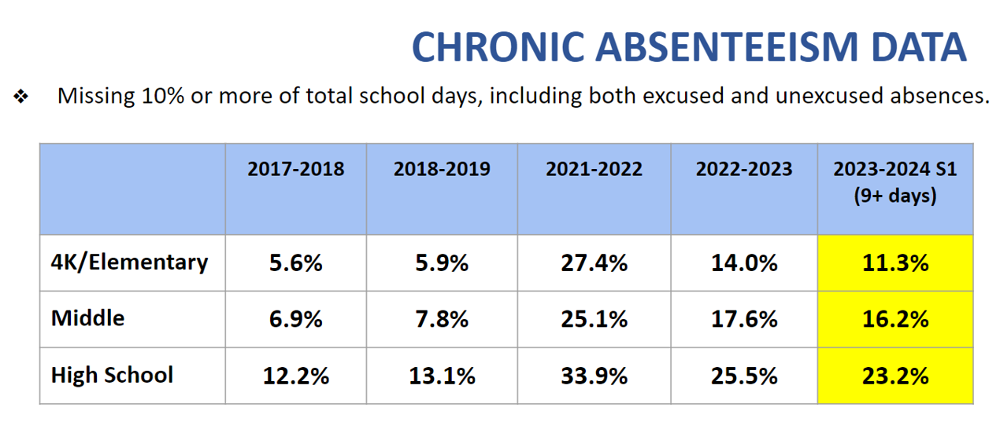 CHRONIC ABSENTEEISM DATA
❖ Missing 10% or more of total school days, including both excused and unexcused absences.
2017-2018 2018-2019 2021-2022 2022-2023 2023-2024 S1
(9+ days)
4K/Elementary 5.6% 5.9% 27.4% 14.0% 11.3%
Middle 6.9% 7.8% 25.1% 17.6% 16.2%
High School 12.2% 13.1% 33.9% 25.5% 23.2%